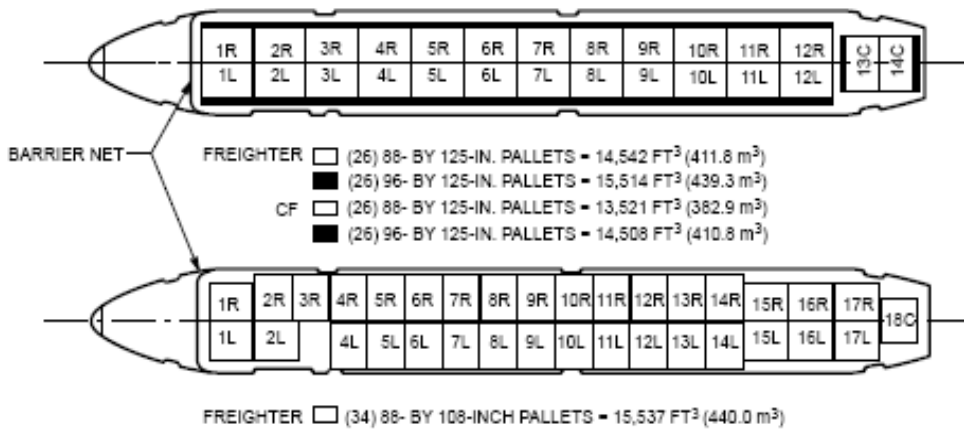 1R 2R 3R 4R 5R 6R 7R 8R 9R 10R 11R 12R 13C 14C
1L 2L 3L 4L 5L 6L 7L 8L 9L 10L 11L 12L
BARRIER NET
FREIGHTER (26) 88- BY 125-IN. PALLETS = 14,542 FT³ (411.8 m³)
(26) 96- BY 125-IN. PALLETS = 15,514 FT³ (439.3 m³)
CF (26) 88- BY 125-IN. PALLETS = 13,521 FT³ (382.9 m³)
(26) 96- BY 125-IN. PALLETS = 14,508 FT³ (410.8 m³)
1R 2R 3R 4R 5R 6R 7R 8R 9R 10R 11R 12R 13R 14R 15R 16R 17R 18C
1L 2L 4L 5L 6L 7L 8L 9L 10L 11L 12L 13L 14L 15L 16L 17L
FREIGHTER (34) 88- BY 108-INCH PALLETS = 15,537 FT³ (440.0 m³)